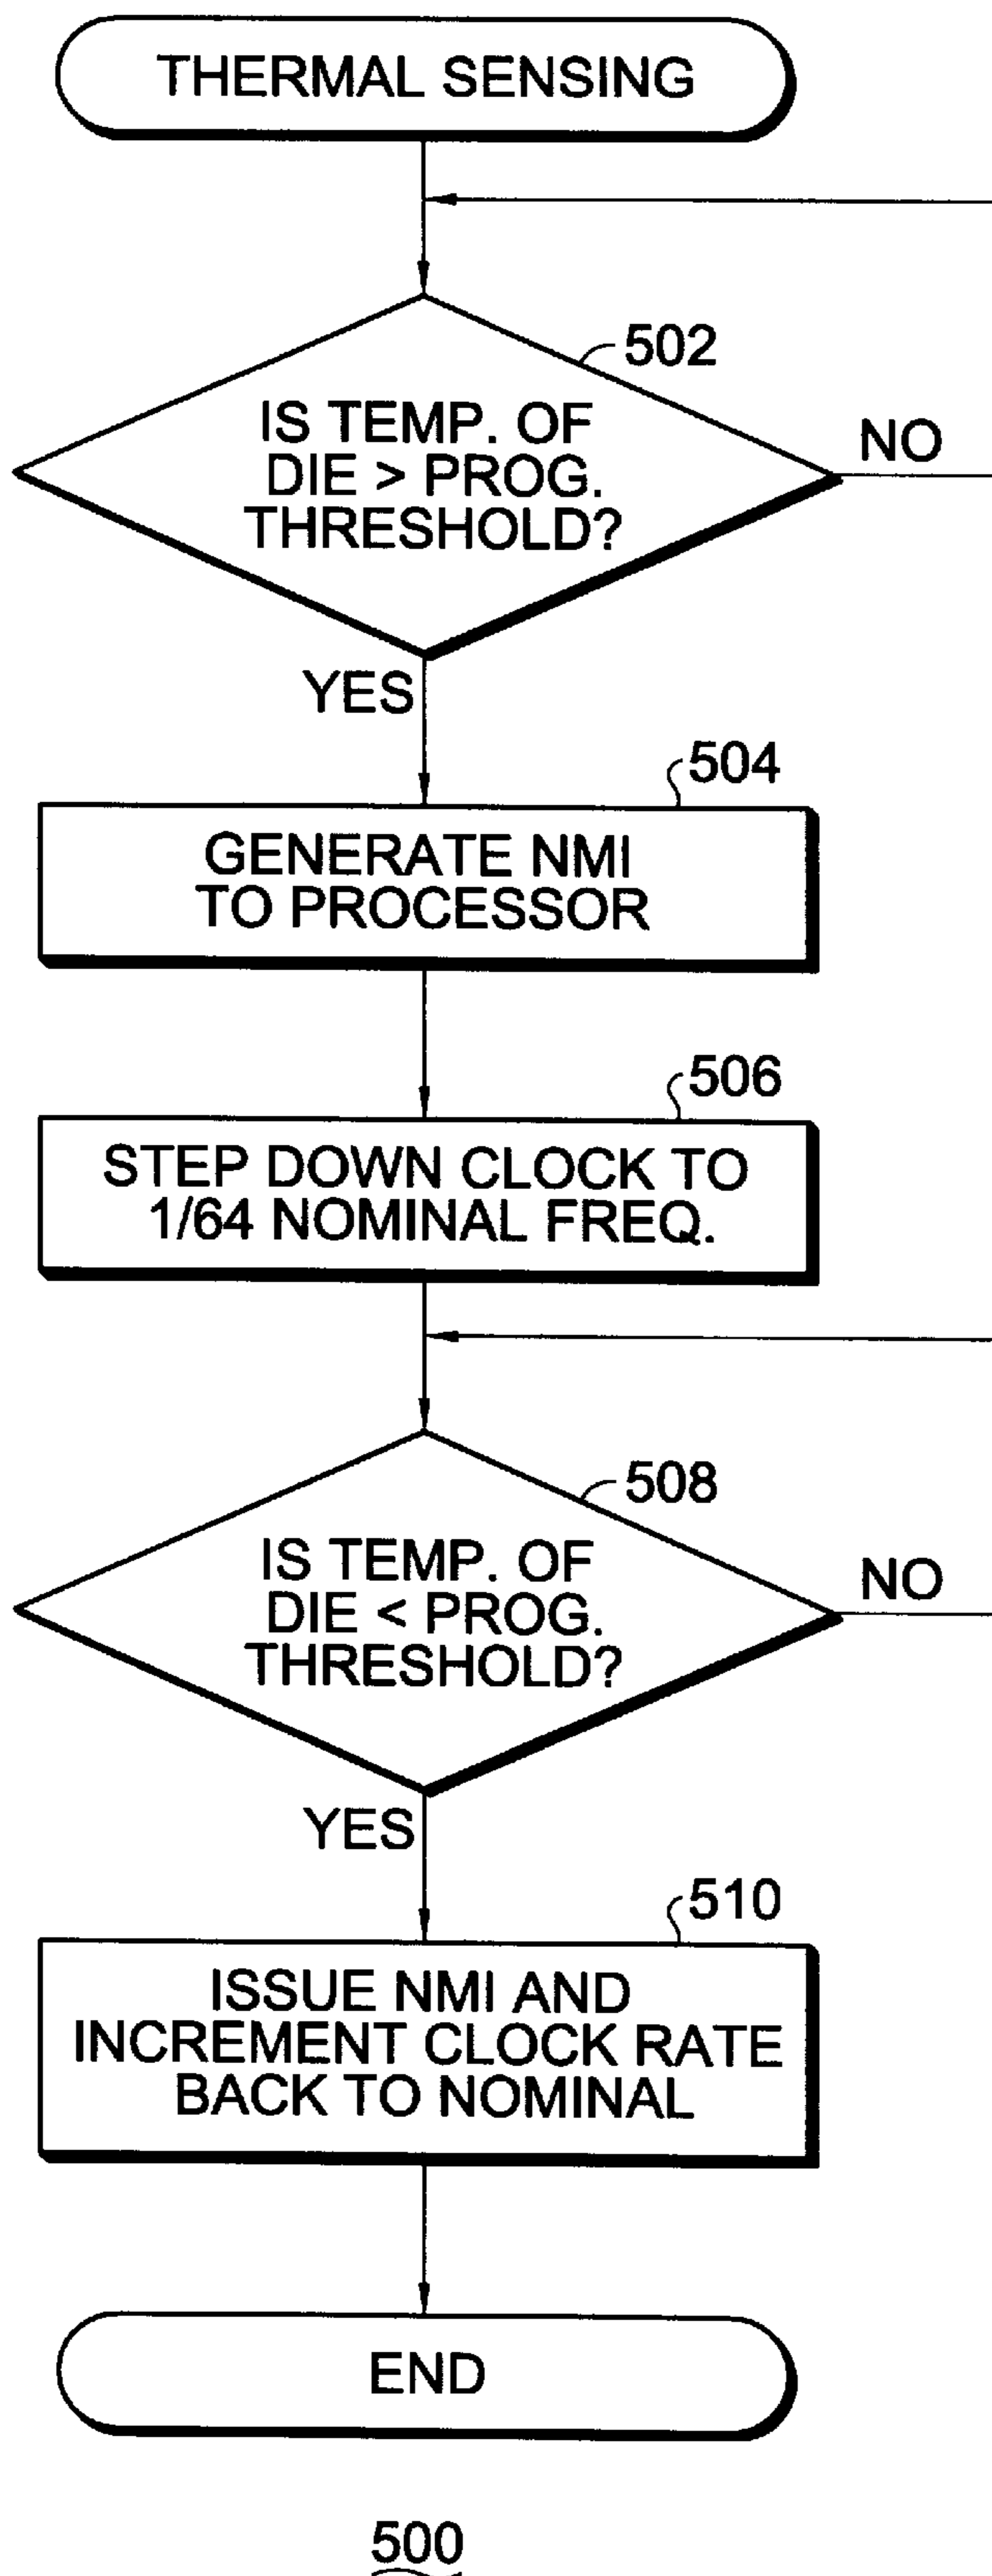 THERMAL SENSING
502
IS TEMP. OF
DIE > PROG.
THRESHOLD?
NO
YES
504
GENERATE NMI
TO PROCESSOR
506
STEP DOWN CLOCK TO
1/64 NOMINAL FREQ.
508
IS TEMP. OF
DIE < PROG.
THRESHOLD?
NO
YES
510
ISSUE NMI AND
INCREMENT CLOCK RATE
BACK TO NOMINAL
END
500